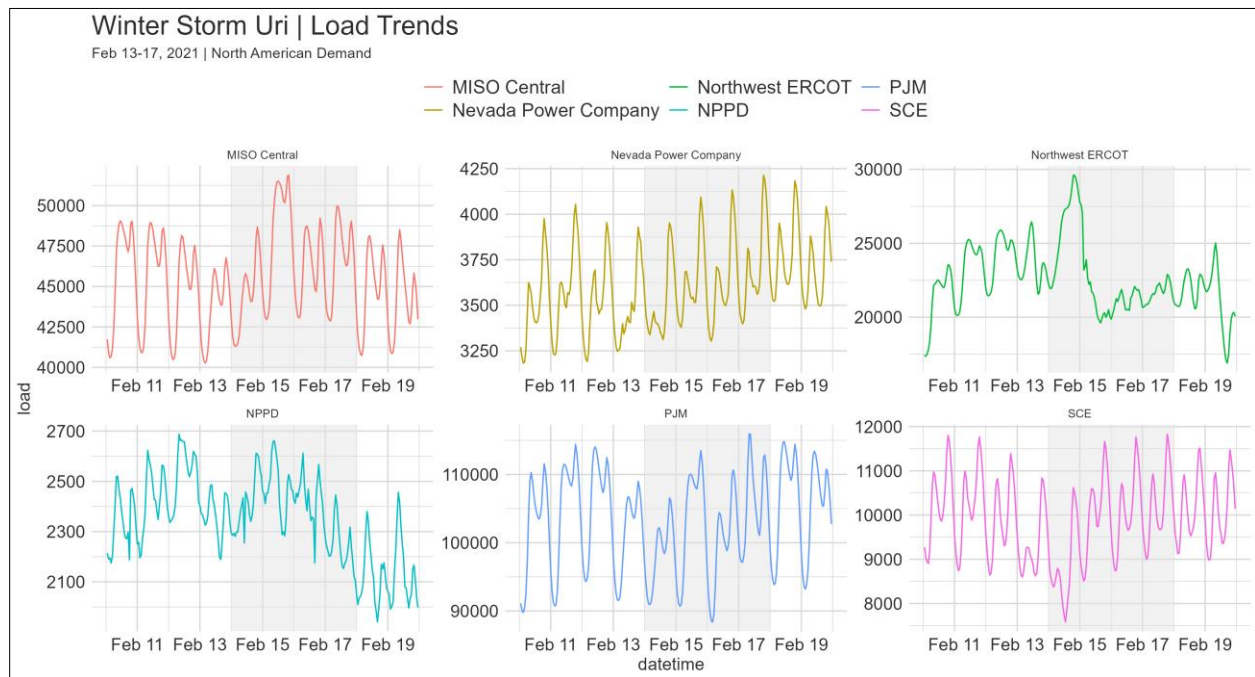 Winter Storm Uri | Load Trends
Feb 13-17, 2021 | North American Demand
MISO Central
Northwest ERCOT
PJM
Nevada Power Company
NPPD
SCE
MISO Central
Nevada Power Company
Northwest ERCOT
50000
47500
45000
42500
40000
4250
4000
3750
3500
3250
30000
25000
20000
Feb 11 Feb 13 Feb 15 Feb 17 Feb 19
Feb 11 Feb 13 Feb 15 Feb 17 Feb 19
Feb 11 Feb 13 Feb 15 Feb 17 Feb 19
load
NPPD
PJM
SCE
2700
2500
2300
2100
110000
100000
90000
12000
11000
10000
9000
8000
Feb 11 Feb 13 Feb 15 Feb 17 Feb 19
Feb 11 Feb 13 Feb 15 Feb 17 Feb 19
Feb 11 Feb 13 Feb 15 Feb 17 Feb 19
datetime